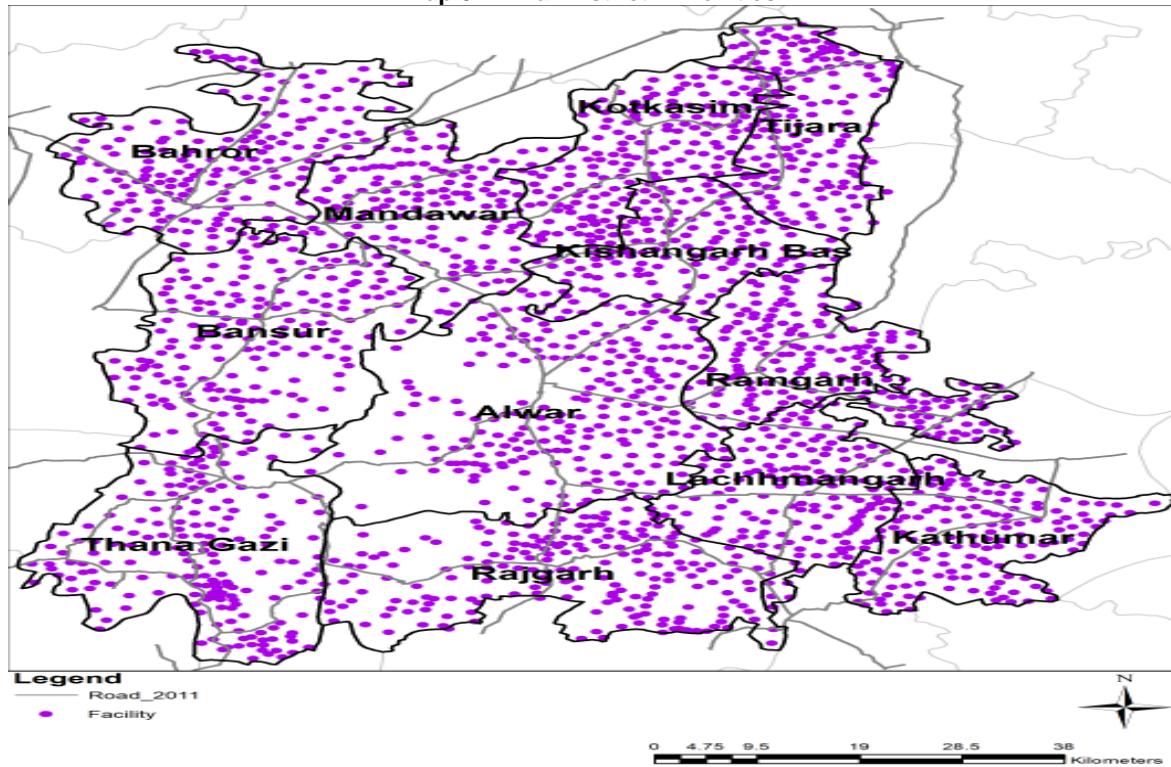 Kotkasim
Tijara
Bahror
Mandawar
Kishangarh Bas
Bansur
Ramgarh
Alwar
Lachhmangarh
Thana Gazi
Kathumar
Rajgarh
Legend
Road_2011
Facility
N
0 4.75 9.5 19 28.5 38
Kilometers